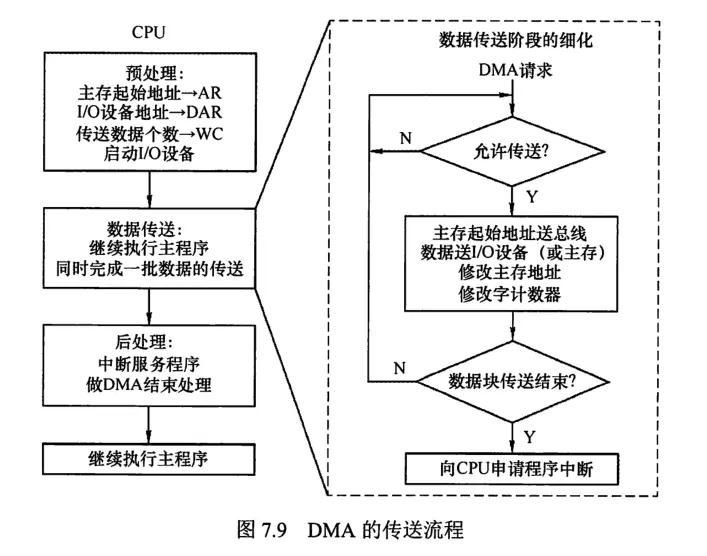 CPU
预处理：
主存起始地址→AR
I/O设备地址→DAR
传送数据个数→WC
启动I/O设备
数据传送：
继续执行主程序
同时完成一批数据的传送
后处理：
中断服务程序
做DMA结束处理
继续执行主程序
数据传送阶段的细化
DMA请求
N
允许传送?
Y
主存起始地址送总线
数据送I/O设备（或主存）
修改主存地址
修改字计数器
N
数据块传送结束?
Y
向CPU申请程序中断
图 7.9 DMA 的传送流程